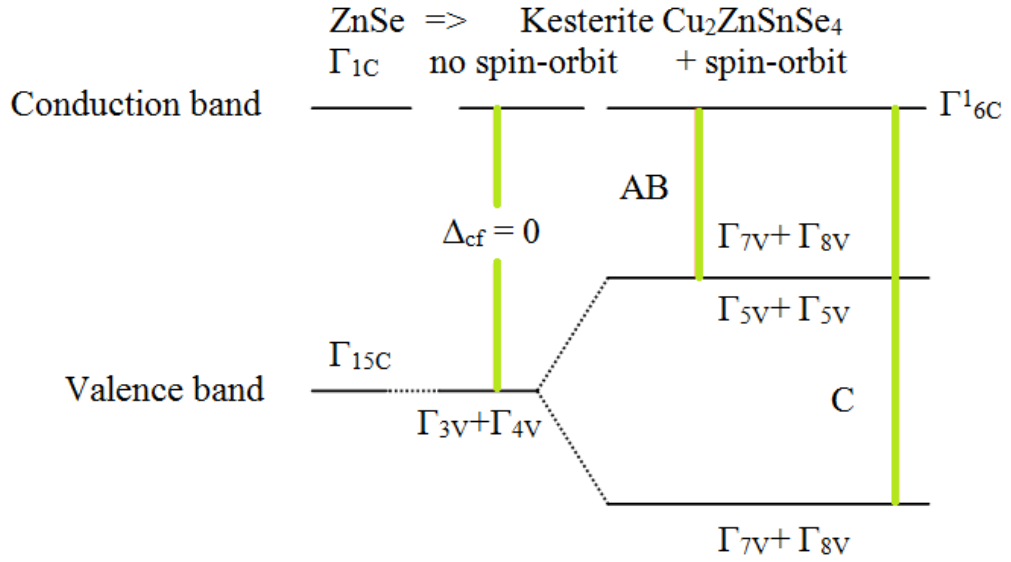 ZnSe => Kesterite Cu₂ZnSnSe₄
Γ₁C no spin-orbit + spin-orbit
Conduction band
Γ¹₆C
AB
Δcf = 0
Γ₇V+ Γ₈V
Γ₅V+ Γ₅V
Γ₁₅C
Valence band
C
Γ₃V+Γ₄V
Γ₇V+ Γ₈V